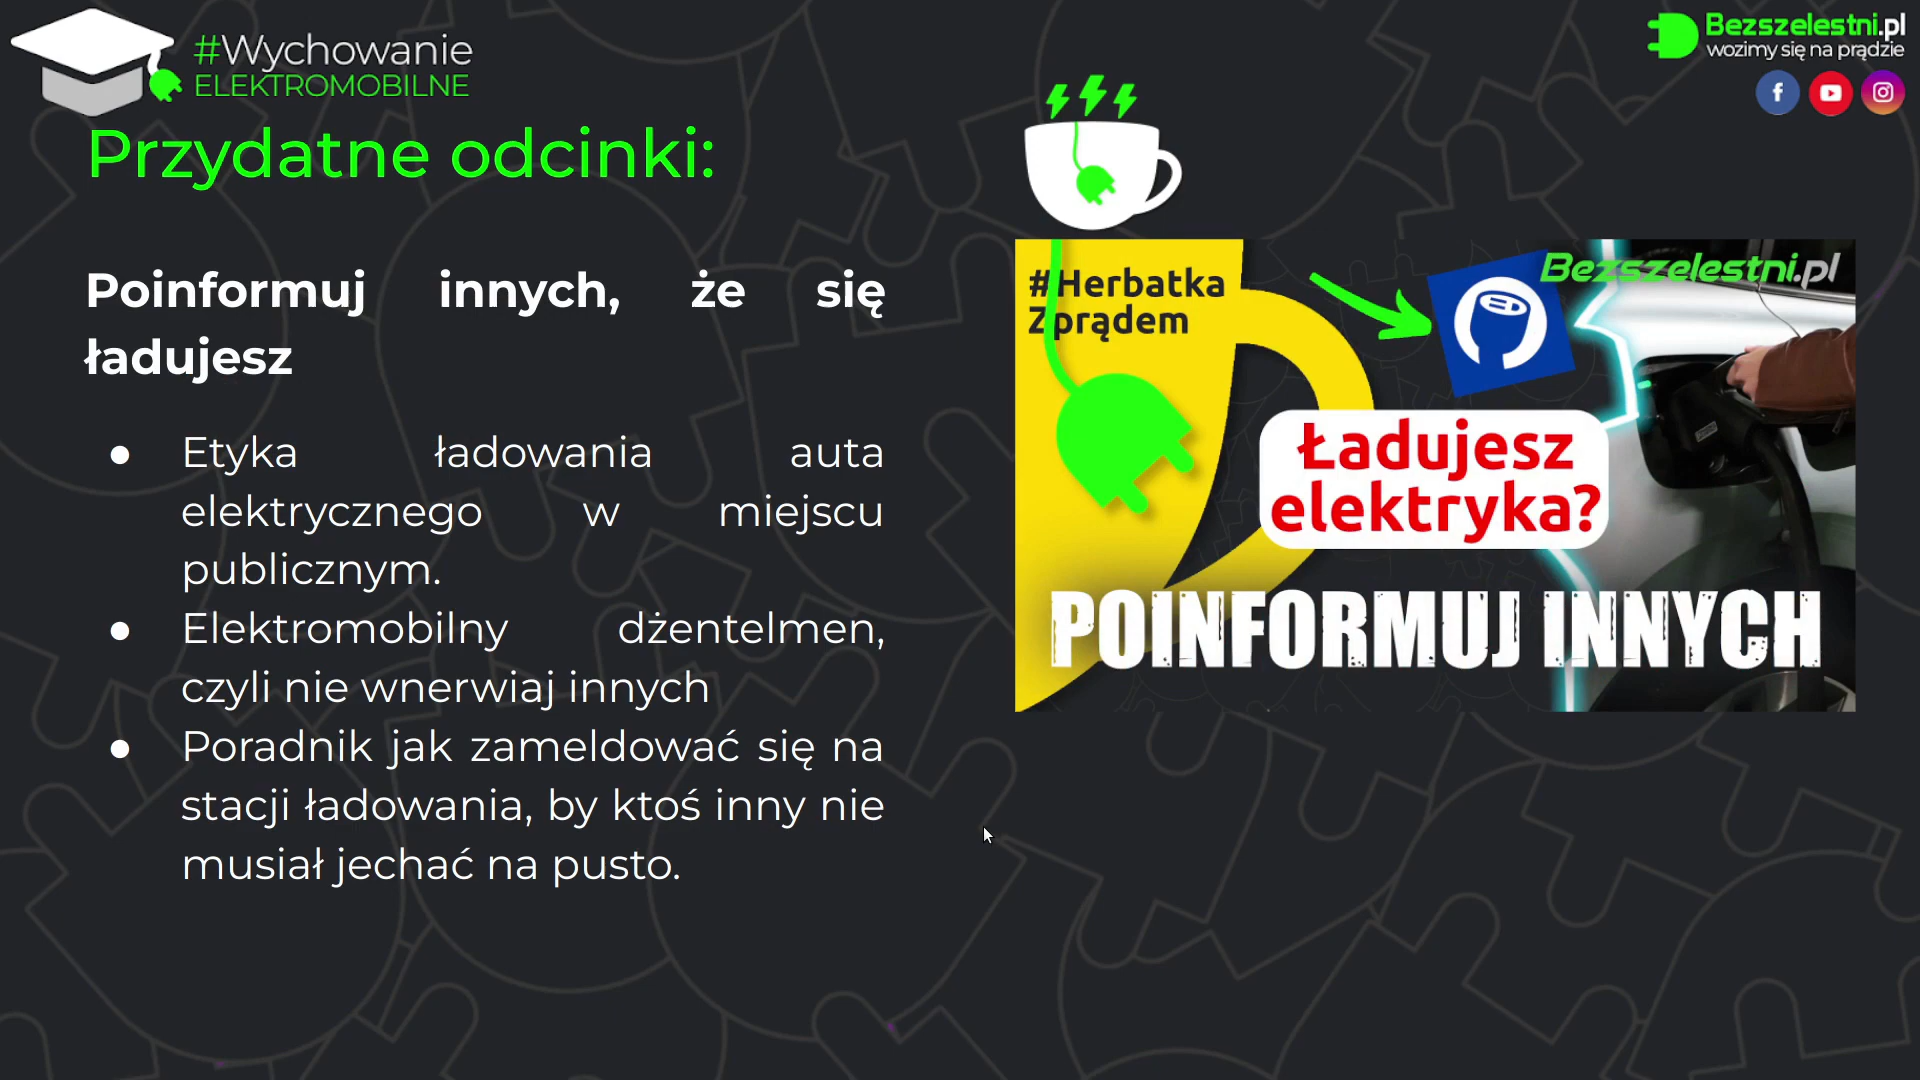 #Wychowanie
ELEKTROMOBILNE
Bezszelestni.pl
wozimy się na prądzie
Przydatne odcinki:
Poinformuj innych, że się
ładujesz
● Etyka ładowania auta
elektrycznego w miejscu
publicznym.
● Elektromobilny dżentelmen,
czyli nie wnerwiaj innych
● Poradnik jak zameldować się na
stacji ładowania, by ktoś inny nie
musiał jechać na pusto.
#Herbatka
Zprądem
Bezszelestni.pl
Ładujesz
elektryka?
POINFORMUJ INNYCH